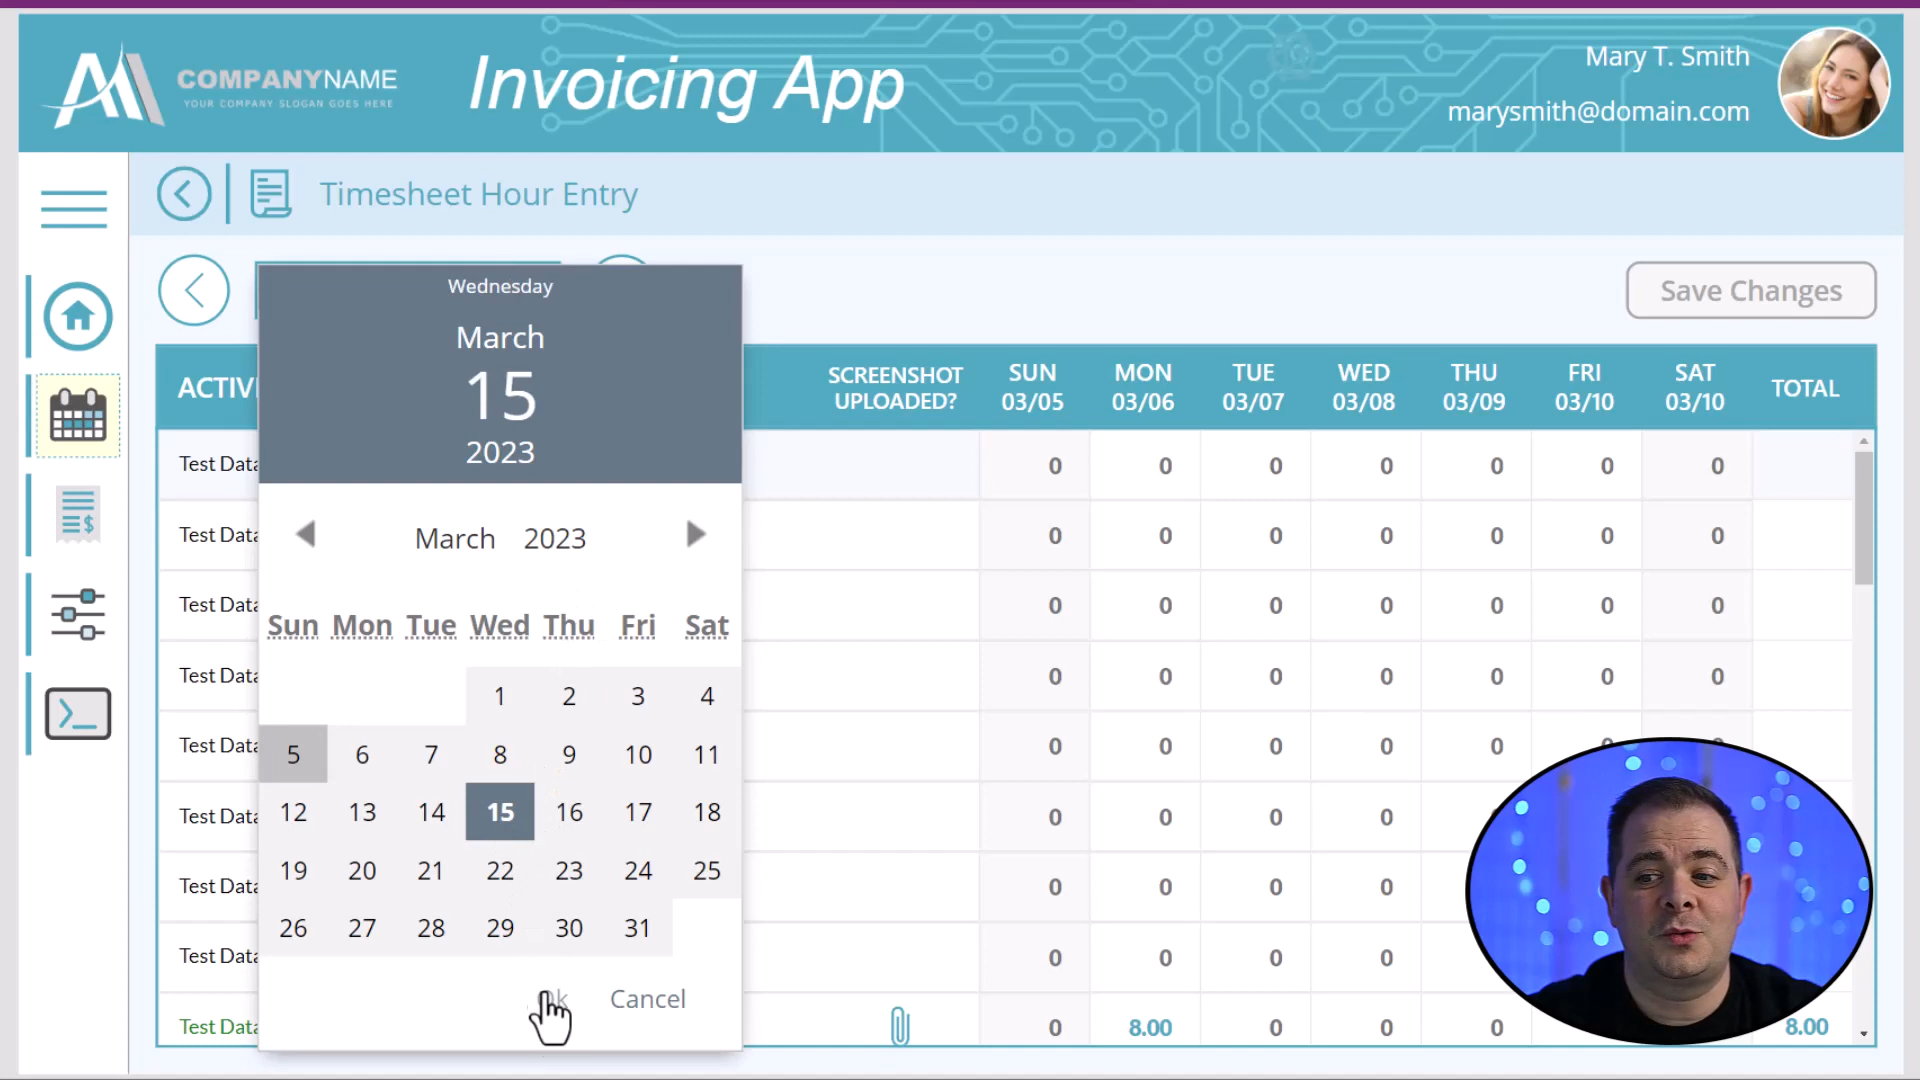 COMPANYNAME
YOUR COMPANY SLOGAN GOES HERE
Invoicing App
Mary T. Smith
marysmith@domain.com
Timesheet Hour Entry
Save Changes
Wednesday
March
15
2023
March 2023
Sun Mon Tue Wed Thu Fri Sat
1 2 3 4
5 6 7 8 9 10 11
12 13 14 15 16 17 18
19 20 21 22 23 24 25
26 27 28 29 30 31
Cancel
SCREENSHOT UPLOADED?
SUN 03/05
MON 03/06
TUE 03/07
WED 03/08
THU 03/09
FRI 03/10
SAT 03/10
TOTAL
Test Data 0 0 0 0 0 0 0
Test Data 0 0 0 0 0 0 0
Test Data 0 0 0 0 0 0 0
Test Data 0 0 0 0 0 0 0
Test Data 0 0 0 0 0
Test Data 0 0 0 0
Test Data 0 0 0 0
Test Data 0 0 0 0
Test Data 0 8.00 0 0 0 8.00